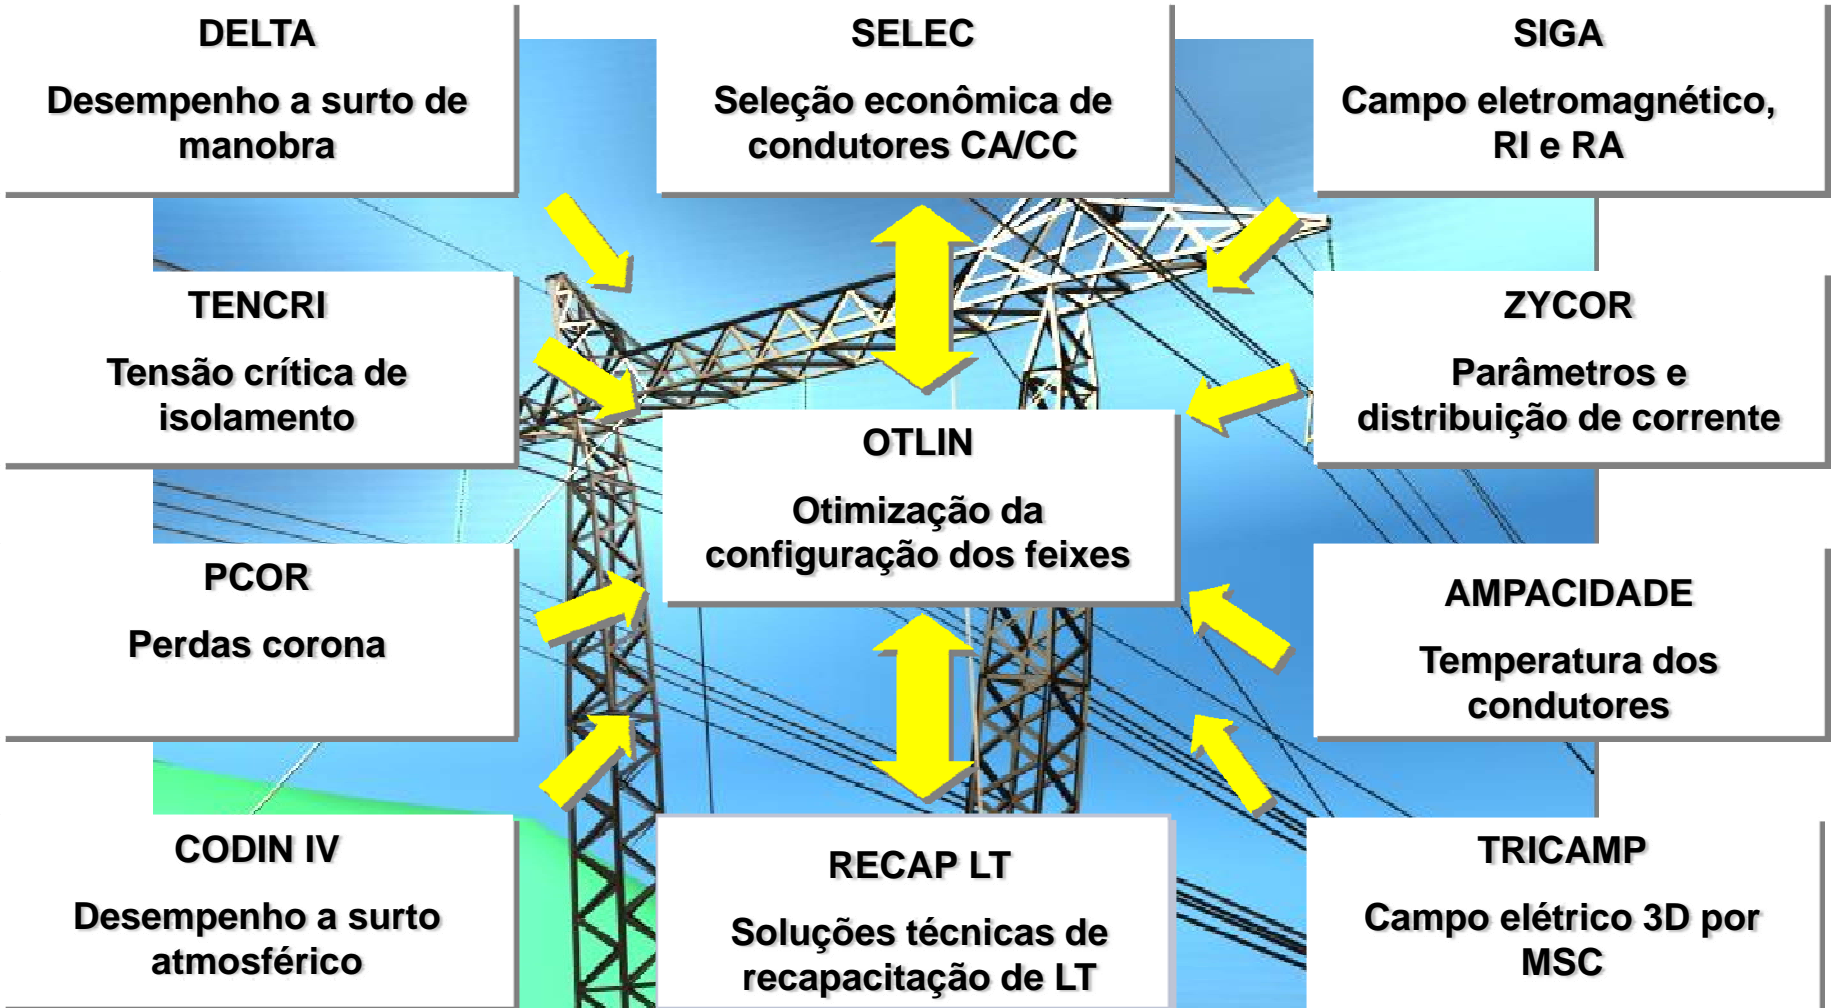 DELTA
Desempenho a surto de
manobra
SELEC
Seleção econômica de
condutores CA/CC
SIGA
Campo eletromagnético,
RI e RA
TENCRI
Tensão crítica de
isolamento
OTLIN
Otimização da
configuração dos feixes
ZYCOR
Parâmetros e
distribuição de corrente
PCOR
Perdas corona
AMPACIDADE
Temperatura dos
condutores
CODIN IV
Desempenho a surto
atmosférico
RECAP LT
Soluções técnicas de
recapacitação de LT
TRICAMP
Campo elétrico 3D por
MSC